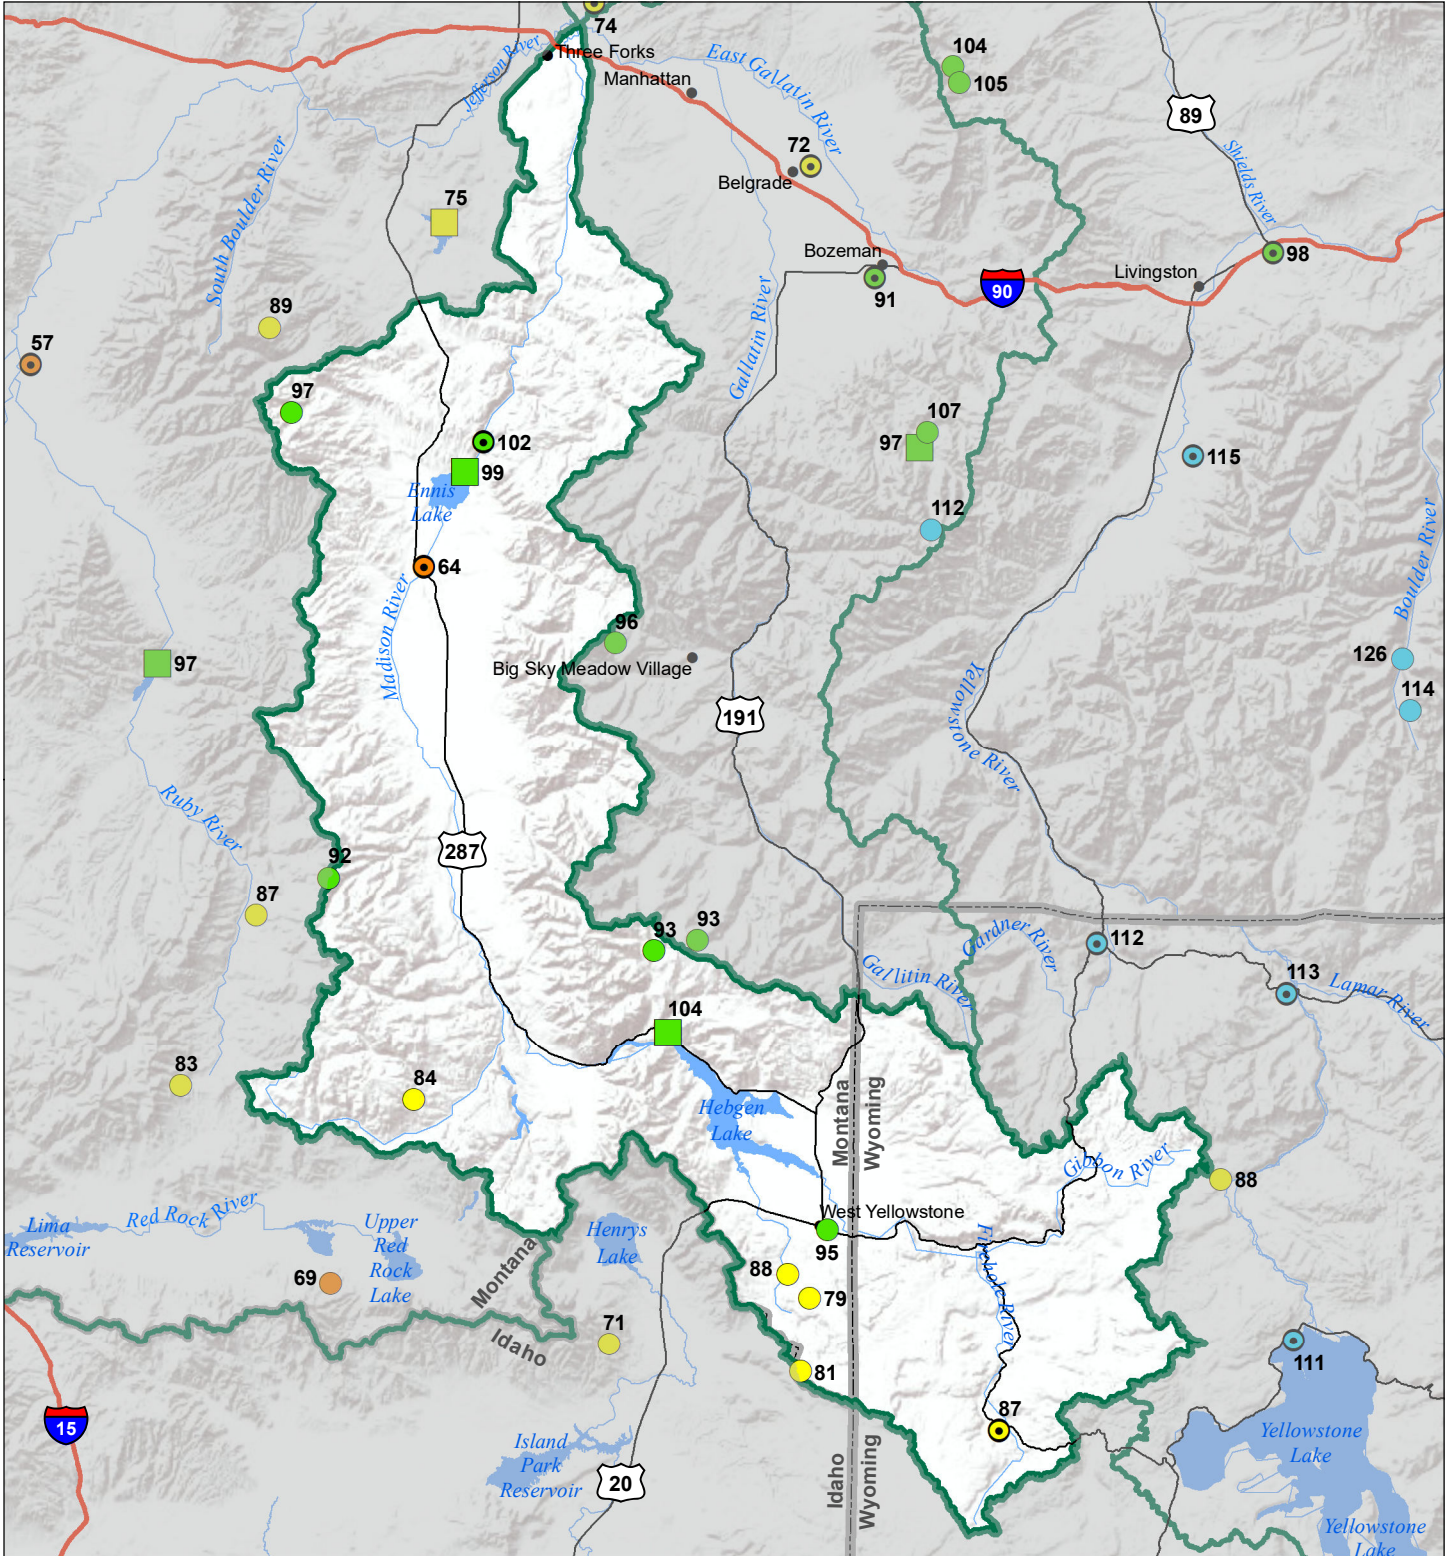 74
Three Forks
Jefferson River
Manhattan
East Gallatin River
104
105
89
72
Belgrade
Shields River
South Boulder River
75
Bozeman
91
90
Livingston
98
89
57
Gallatin River
97
102
99
Ennis
Lake
107
97
115
112
64
Madison River
Boulder River
96
Big Sky Meadow Village
97
126
114
191
Yellowstone River
Ruby River
287
92
87
93
93
Gardner River
112
Gallitin River
113
Lamar River
104
83
84
Hebgen
Lake
Montana
Wyoming
Gibbon River
88
Lima
Reservoir
Red Rock River
Upper
Red
Rock
Lake
Henrys
Lake
West Yellowstone
95
Firehole River
69
Montana
Idaho
88
79
71
81
111
15
87
Island
Park
Reservoir
20
Idaho
Wyoming
Yellowstone
Lake
Yellowstone
Lake